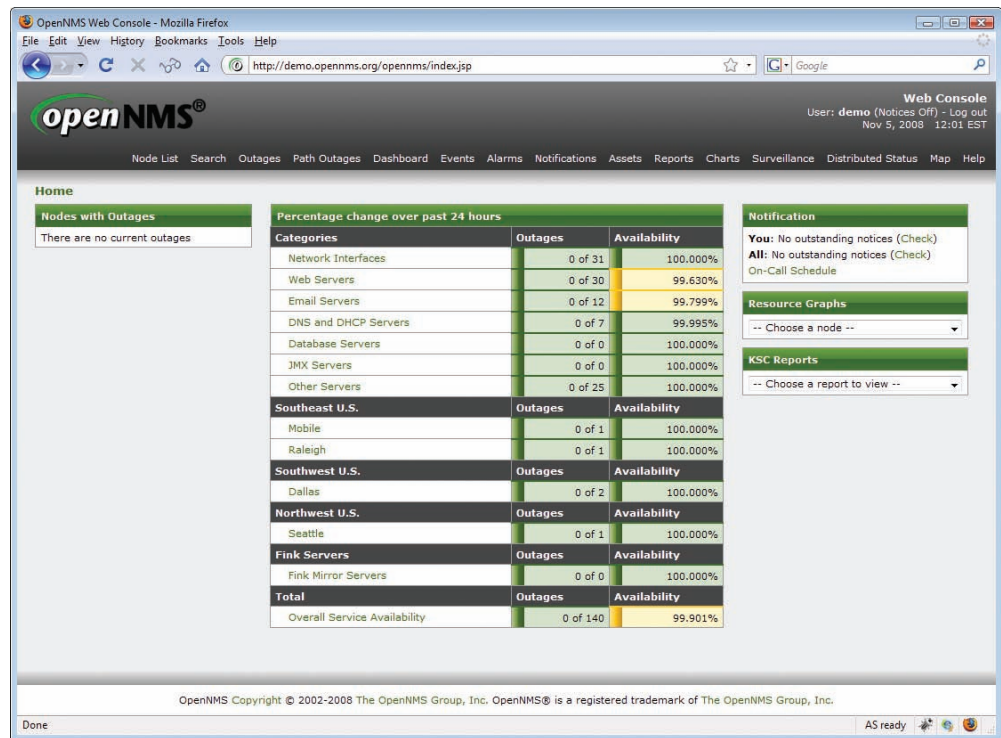 OpenNMS Web Console - Mozilla Firefox
File Edit View History Bookmarks Tools Help
http://demo.opennms.org/opennms/index.jsp
G Google
openNMS®
Web Console
User: demo (Notices Off) - Log out
Nov 5, 2008 12:01 EST
Node List Search Outages Path Outages Dashboard Events Alarms Notifications Assets Reports Charts Surveillance Distributed Status Map Help
Home
Nodes with Outages
There are no current outages
Percentage change over past 24 hours
Categories Outages Availability
Network Interfaces 0 of 31 100.000%
Web Servers 0 of 30 99.630%
Email Servers 0 of 12 99.799%
DNS and DHCP Servers 0 of 7 99.995%
Database Servers 0 of 0 100.000%
JMX Servers 0 of 0 100.000%
Other Servers 0 of 25 100.000%
Southeast U.S. Outages Availability
Mobile 0 of 1 100.000%
Raleigh 0 of 1 100.000%
Southwest U.S. Outages Availability
Dallas 0 of 2 100.000%
Northwest U.S. Outages Availability
Seattle 0 of 1 100.000%
Fink Servers Outages Availability
Fink Mirror Servers 0 of 0 100.000%
Total Outages Availability
Overall Service Availability 0 of 140 99.901%
Notification
You: No outstanding notices (Check)
All: No outstanding notices (Check)
On-Call Schedule
Resource Graphs
-- Choose a node --
KSC Reports
-- Choose a report to view --
OpenNMS Copyright © 2002-2008 The OpenNMS Group, Inc. OpenNMS® is a registered trademark of The OpenNMS Group, Inc.
Done
AS ready